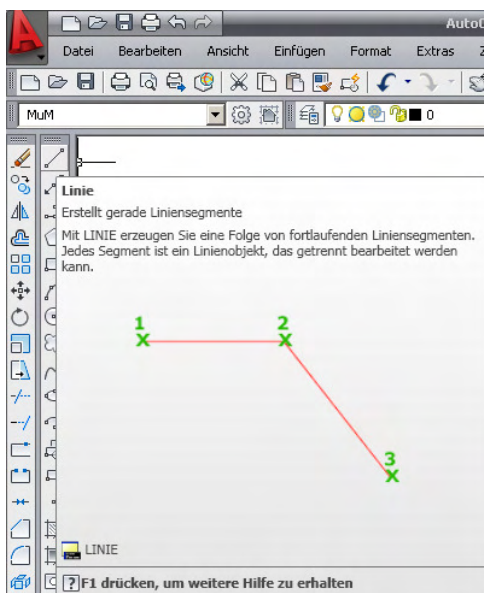 AutoC
Datei Bearbeiten Ansicht Einfügen Format Extras Z
MuM
0
Linie
Erstellt gerade Liniensegmente
Mit LINIE erzeugen Sie eine Folge von fortlaufenden Liniensegmenten.
Jedes Segment ist ein Linienobjekt, das getrennt bearbeitet werden
kann.
1
2
3
LINIE
F1 drücken, um weitere Hilfe zu erhalten